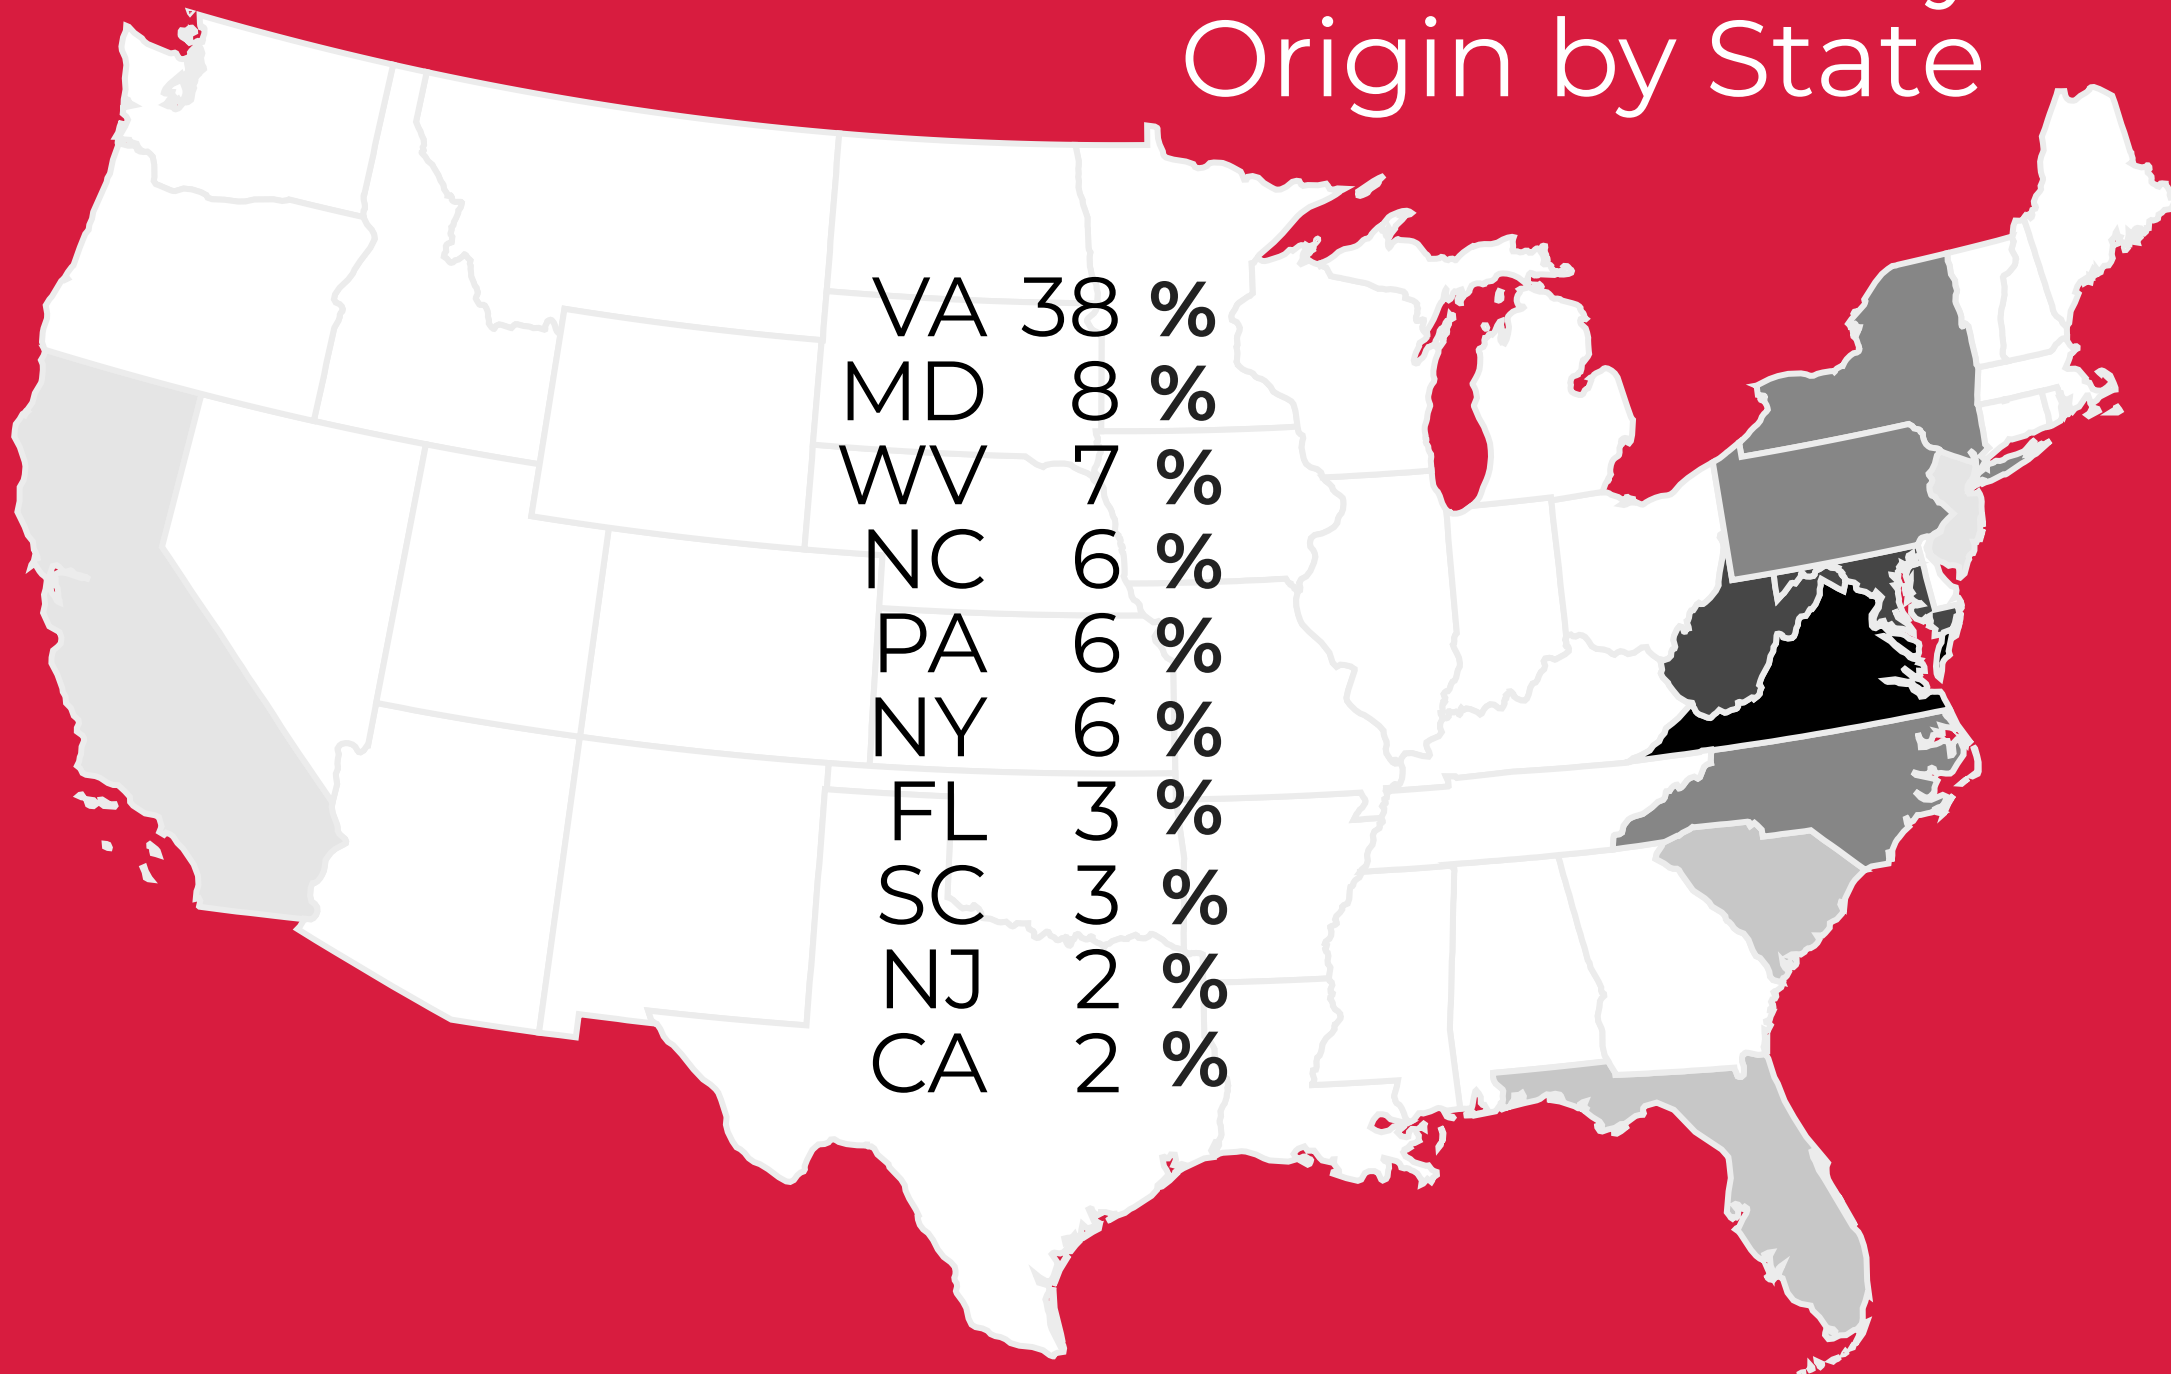 Origin by State
VA 38 %
MD 8 %
WV 7 %
NC 6 %
PA 6 %
NY 6 %
FL 3 %
SC 3 %
NJ 2 %
CA 2 %